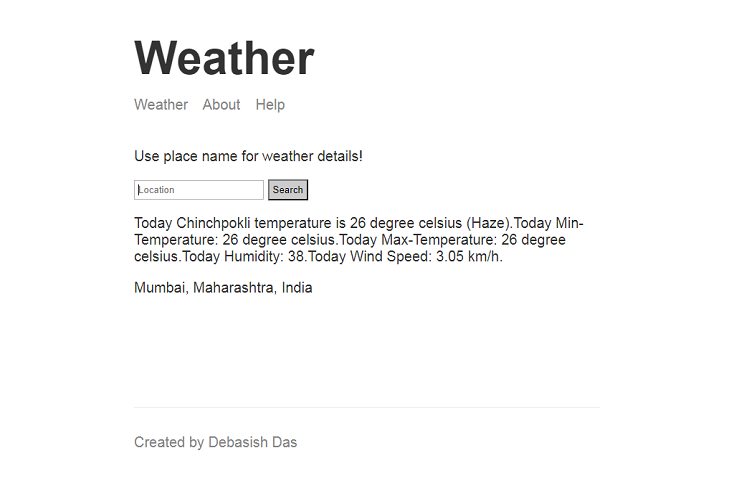 Weather
Weather About Help
Use place name for weather details!
Location Search
Today Chinchpokli temperature is 26 degree celsius (Haze).Today Min-
Temperature: 26 degree celsius.Today Max-Temperature: 26 degree
celsius.Today Humidity: 38.Today Wind Speed: 3.05 km/h.
Mumbai, Maharashtra, India
Created by Debasish Das